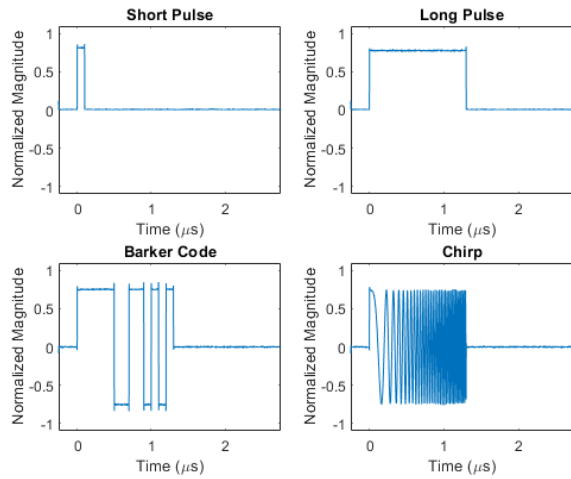 Short Pulse
1
0.5
0
-0.5
-1
Normalized Magnitude
0 1 2
Time (μs)
Long Pulse
1
0.5
0
-0.5
-1
Normalized Magnitude
0 1 2
Time (μs)
Barker Code
1
0.5
0
-0.5
-1
Normalized Magnitude
0 1 2
Time (μs)
Chirp
1
0.5
0
-0.5
-1
Normalized Magnitude
0 1 2
Time (μs)